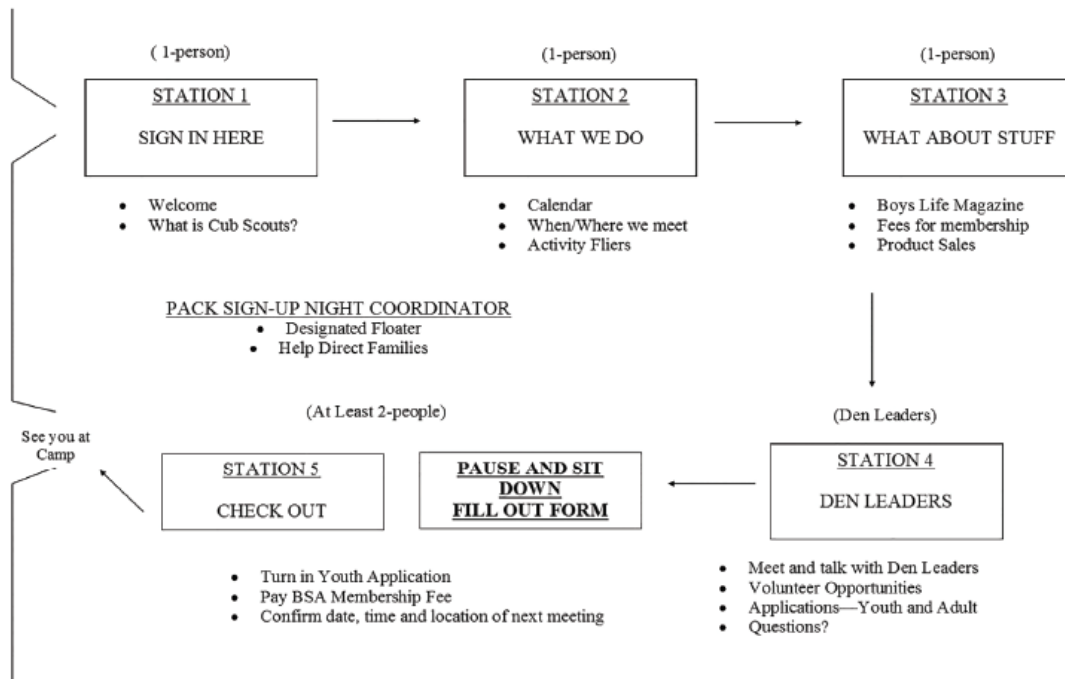 ( 1-person)
STATION 1
SIGN IN HERE
• Welcome
• What is Cub Scouts?
(1-person)
STATION 2
WHAT WE DO
• Calendar
• When/Where we meet
• Activity Fliers
(1-person)
STATION 3
WHAT ABOUT STUFF
• Boys Life Magazine
• Fees for membership
• Product Sales
PACK SIGN-UP NIGHT COORDINATOR
• Designated Floater
• Help Direct Families
(Den Leaders)
STATION 4
DEN LEADERS
• Meet and talk with Den Leaders
• Volunteer Opportunities
• Applications—Youth and Adult
• Questions?
(At Least 2-people)
PAUSE AND SIT
DOWN
FILL OUT FORM
STATION 5
CHECK OUT
• Turn in Youth Application
• Pay BSA Membership Fee
• Confirm date, time and location of next meeting
See you at
Camp